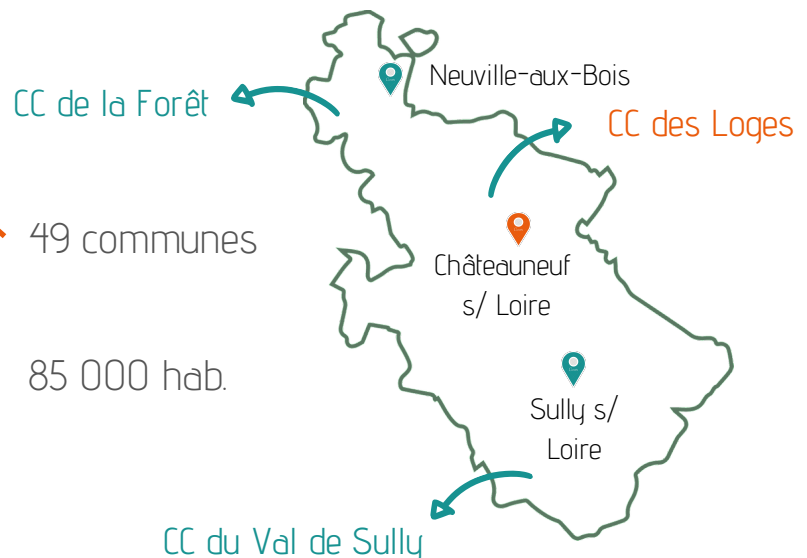 Neuville-aux-Bois
CC de la Forêt
CC des Loges
49 communes
Châteauneuf
s/ Loire
85 000 hab.
Sully s/
Loire
CC du Val de Sully